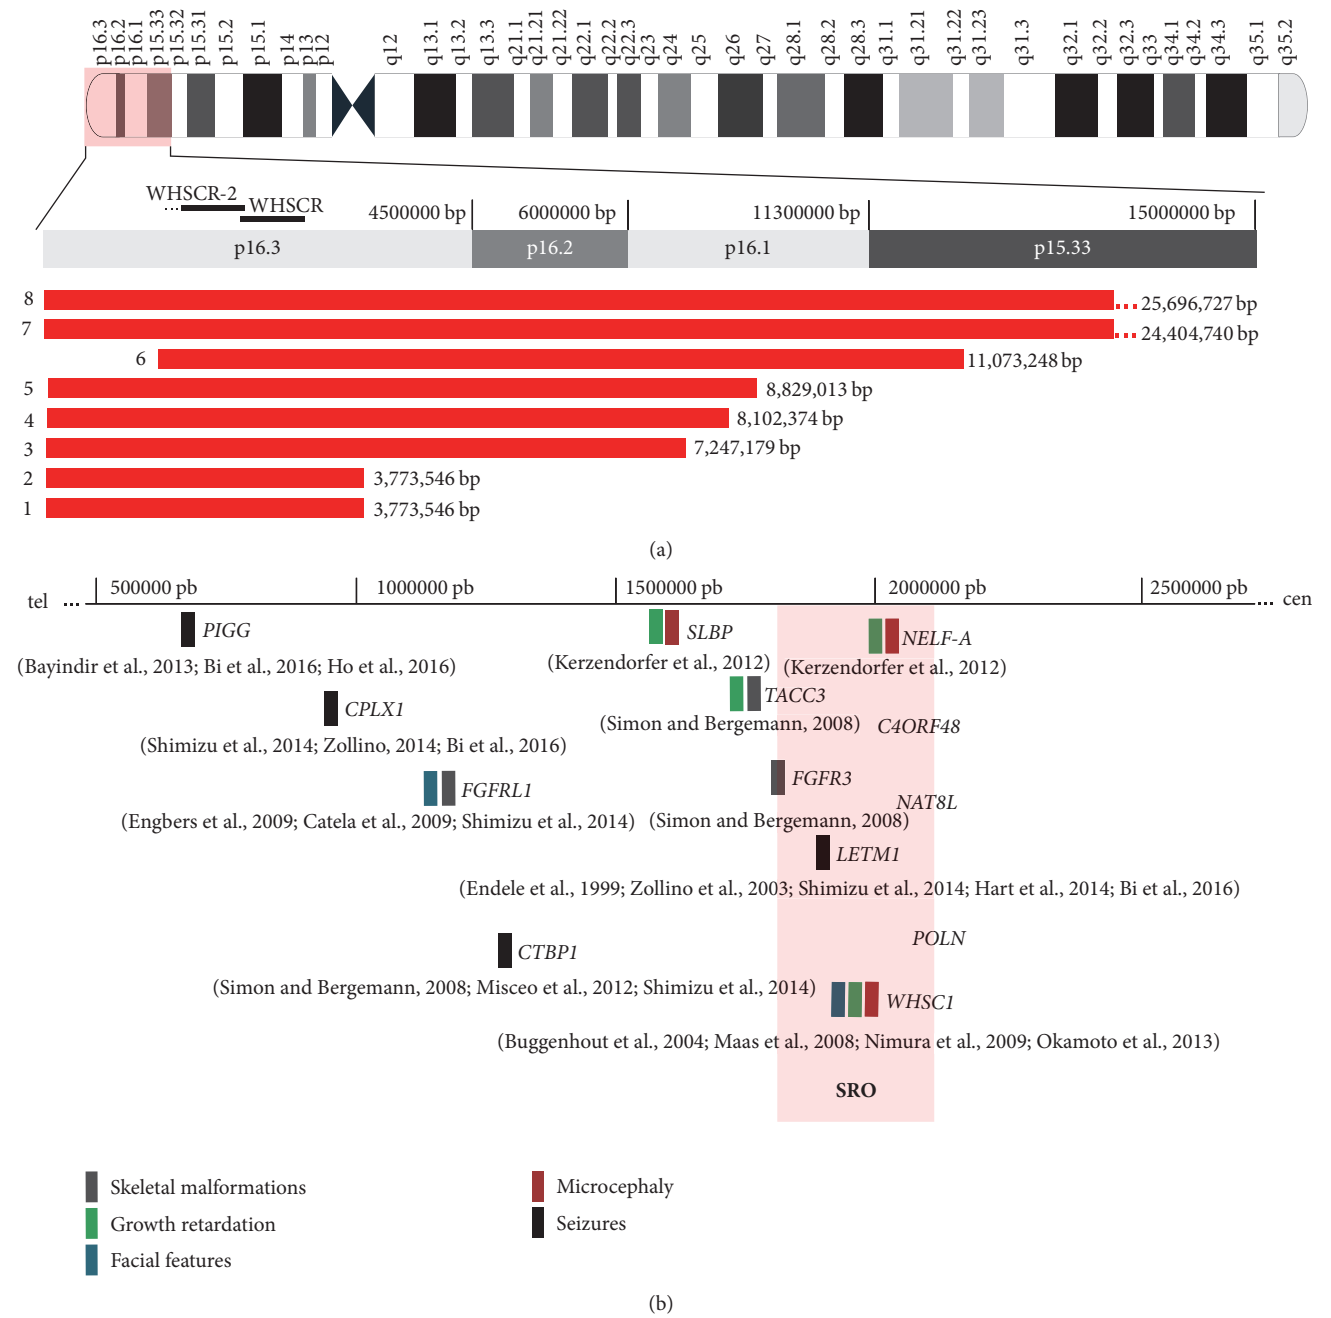 p16.3 p16.2 p16.1 p15.33 p15.32 p15.31 p15.2 p15.1 p14 p13 p12 q12 q13.1 q13.2 q13.3 q21.1 q21.21 q21.22 q22.1 q22.2 q22.3 q23 q24 q25 q26 q27 q28.1 q28.2 q28.3 q31.1 q31.21 q31.22 q31.23 q31.3 q32.1 q32.2 q32.3 q33 q34.1 q34.2 q34.3 q35.1 q35.2
WHSCR-2
WHSCR
4500000 bp 6000000 bp 11300000 bp 15000000 bp
p16.3 p16.2 p16.1 p15.33
8 25,696,727 bp
7 24,404,740 bp
6 11,073,248 bp
5 8,829,013 bp
4 8,102,374 bp
3 7,247,179 bp
2 3,773,546 bp
1 3,773,546 bp
(a)
500000 pb 1000000 pb 1500000 pb 2000000 pb 2500000 pb
tel cen
PIGG
(Bayindir et al., 2013; Bi et al., 2016; Ho et al., 2016)
SLBP
(Kerzendorfer et al., 2012)
NELF-A
(Kerzendorfer et al., 2012)
CPLX1
(Shimizu et al., 2014; Zollino, 2014; Bi et al., 2016)
TACC3
(Simon and Bergemann, 2008)
C4ORF48
FGFRL1
(Engbers et al., 2009; Catela et al., 2009; Shimizu et al., 2014)
FGFR3
(Simon and Bergemann, 2008)
NAT8L
LETM1
(Endele et al., 1999; Zollino et al., 2003; Shimizu et al., 2014; Hart et al., 2014; Bi et al., 2016)
POLN
CTBP1
(Simon and Bergemann, 2008; Misceo et al., 2012; Shimizu et al., 2014)
WHSC1
(Buggenhout et al., 2004; Maas et al., 2008; Nimura et al., 2009; Okamoto et al., 2013)
SRO
Skeletal malformations
Growth retardation
Facial features
Microcephaly
Seizures
(b)